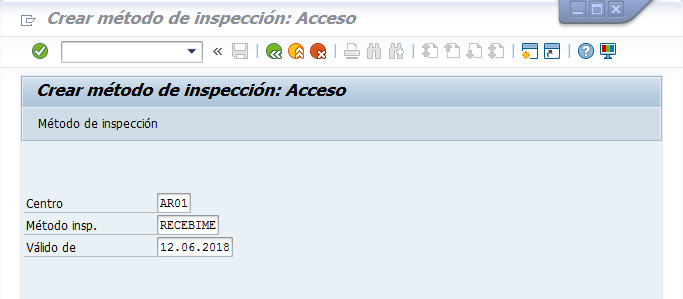 Crear método de inspección: Acceso
Crear método de inspección: Acceso
Método de inspección
Centro AR01
Método insp. RECEBIME
Válido de 12.06.2018